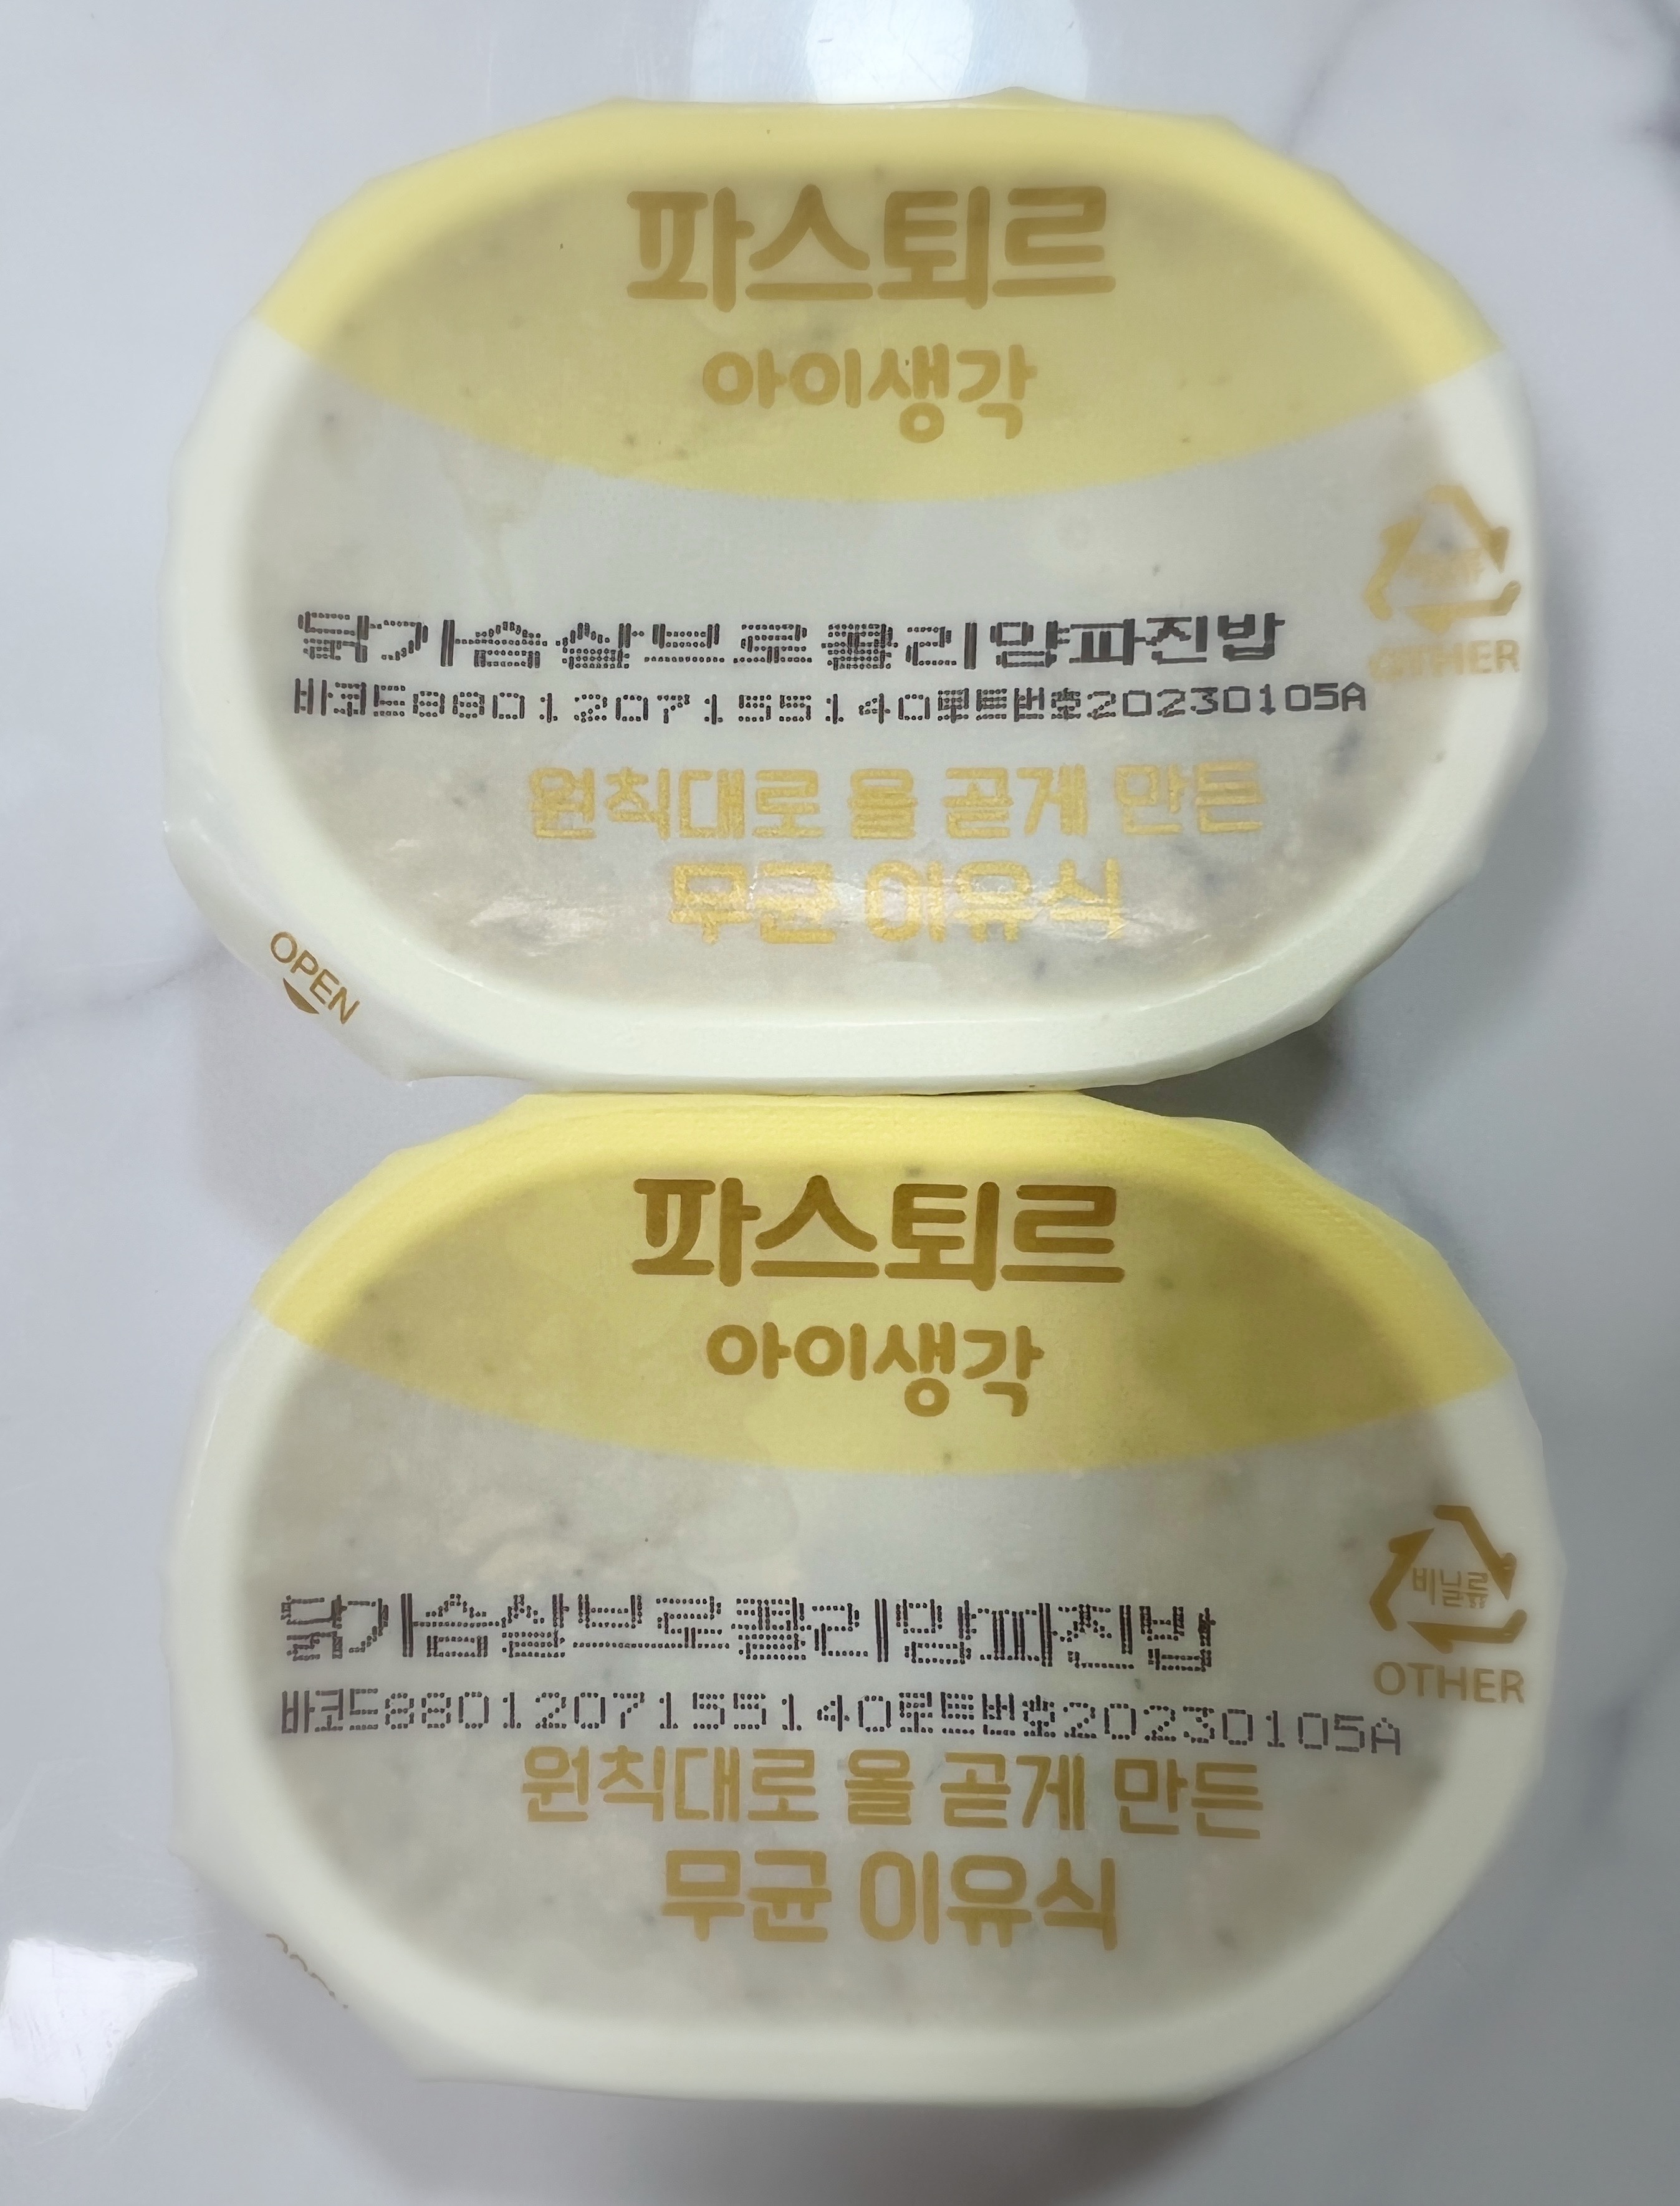 파스퇴르
아이생각
닭가슴살브로콜리양파진밥
바코드8801207155140로트번호20230105A
OTHER
원칙대로 올 곧게 만든
무균 이유식
OPEN
파스퇴르
아이생각
닭가슴살브로콜리양파진밥
비닐류
OTHER
바코드8801207155140로트번호20230105A
원칙대로 올 곧게 만든
무균 이유식